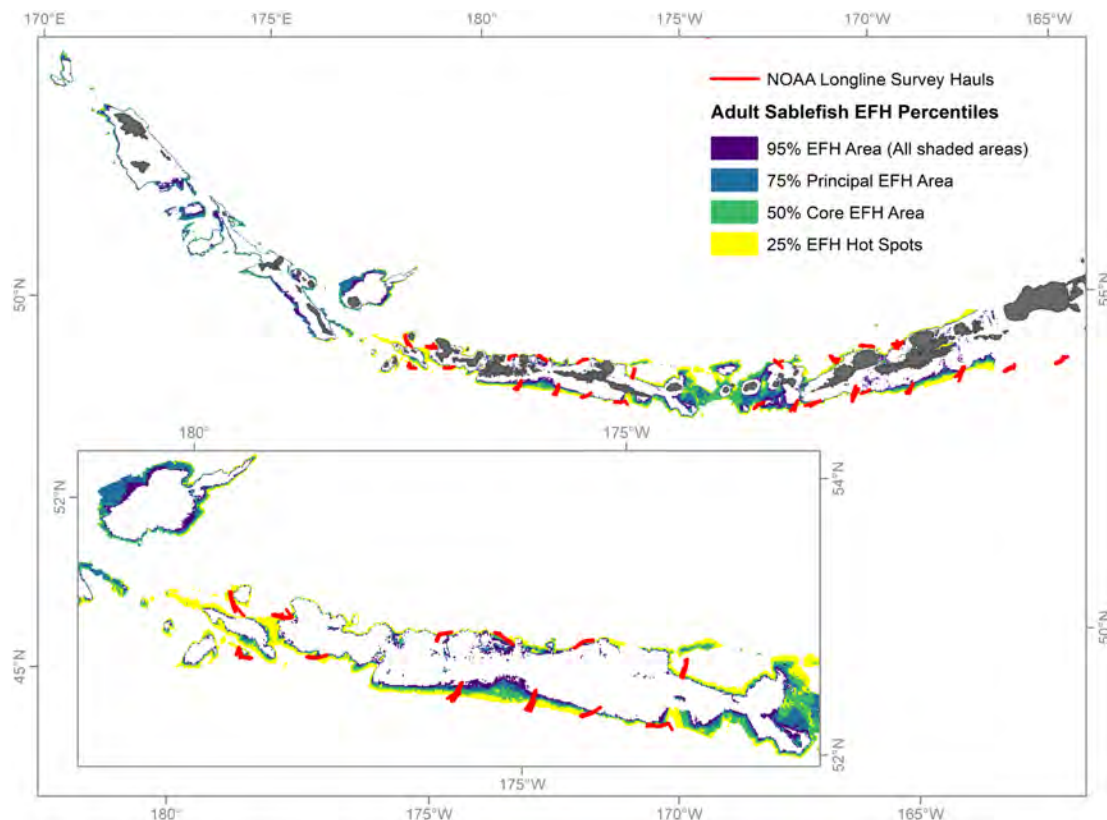 170°E 175°E 180° 175°W 170°W 165°W
NOAA Longline Survey Hauls
Adult Sablefish EFH Percentiles
95% EFH Area (All shaded areas)
75% Principal EFH Area
50% Core EFH Area
25% EFH Hot Spots
50°N
55°N
180° 175°W
54°N
52°N
50°N
45°N
52°N
175°W
180° 175°W 170°W 165°W